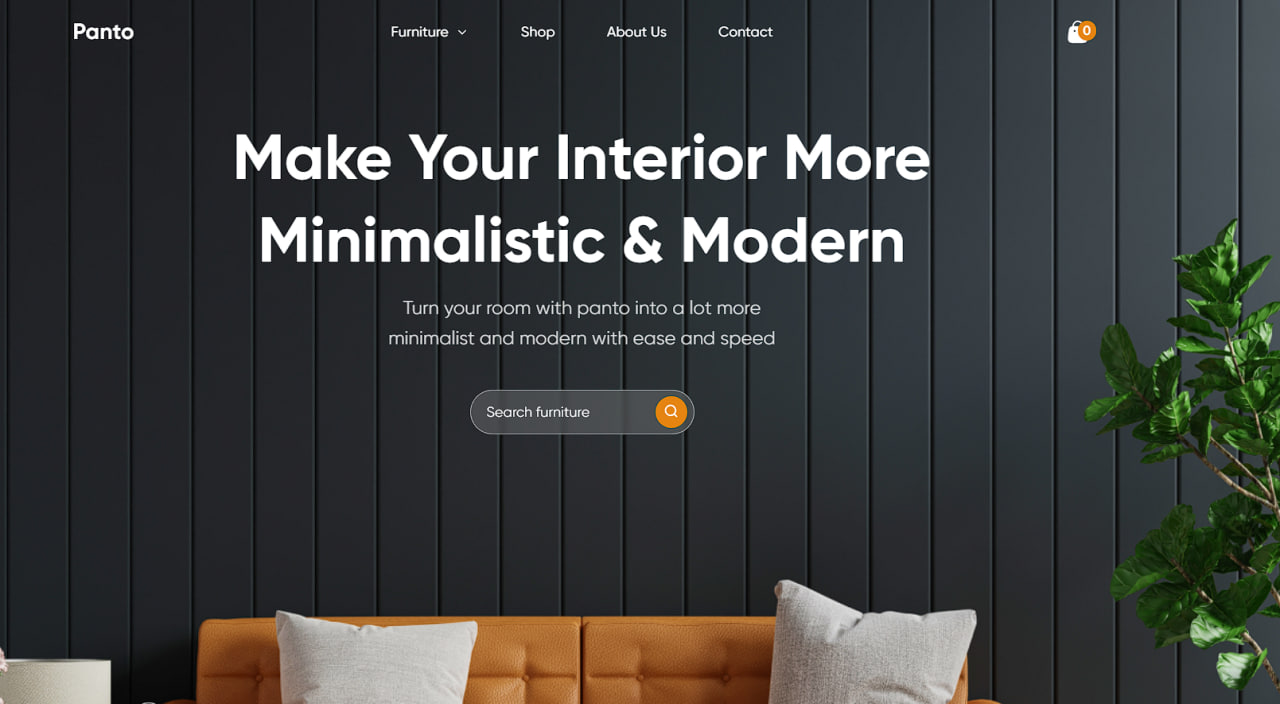 Panto
Furniture
Shop
About Us
Contact
0
Make Your Interior More
Minimalistic & Modern
Turn your room with panto into a lot more
minimalist and modern with ease and speed
Search furniture